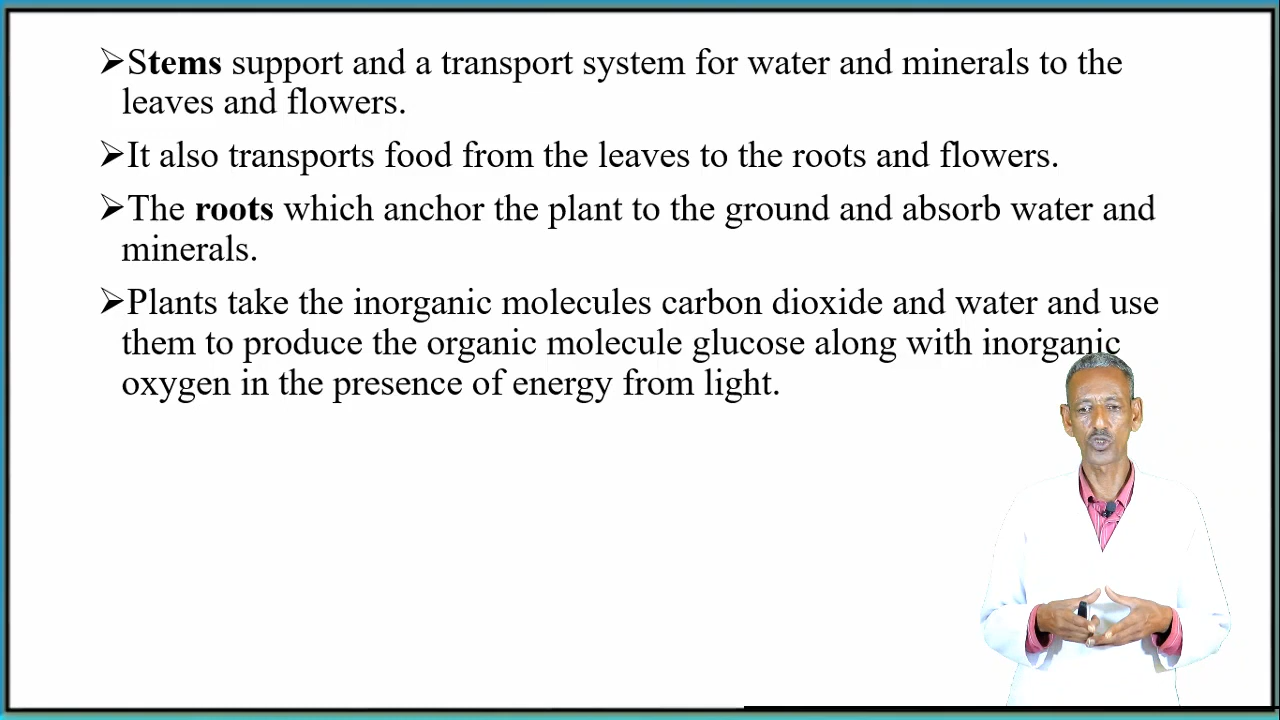 ➢Stems support and a transport system for water and minerals to the
leaves and flowers.
➢It also transports food from the leaves to the roots and flowers.
➢The roots which anchor the plant to the ground and absorb water and
minerals.
➢Plants take the inorganic molecules carbon dioxide and water and use
them to produce the organic molecule glucose along with inorganic
oxygen in the presence of energy from light.